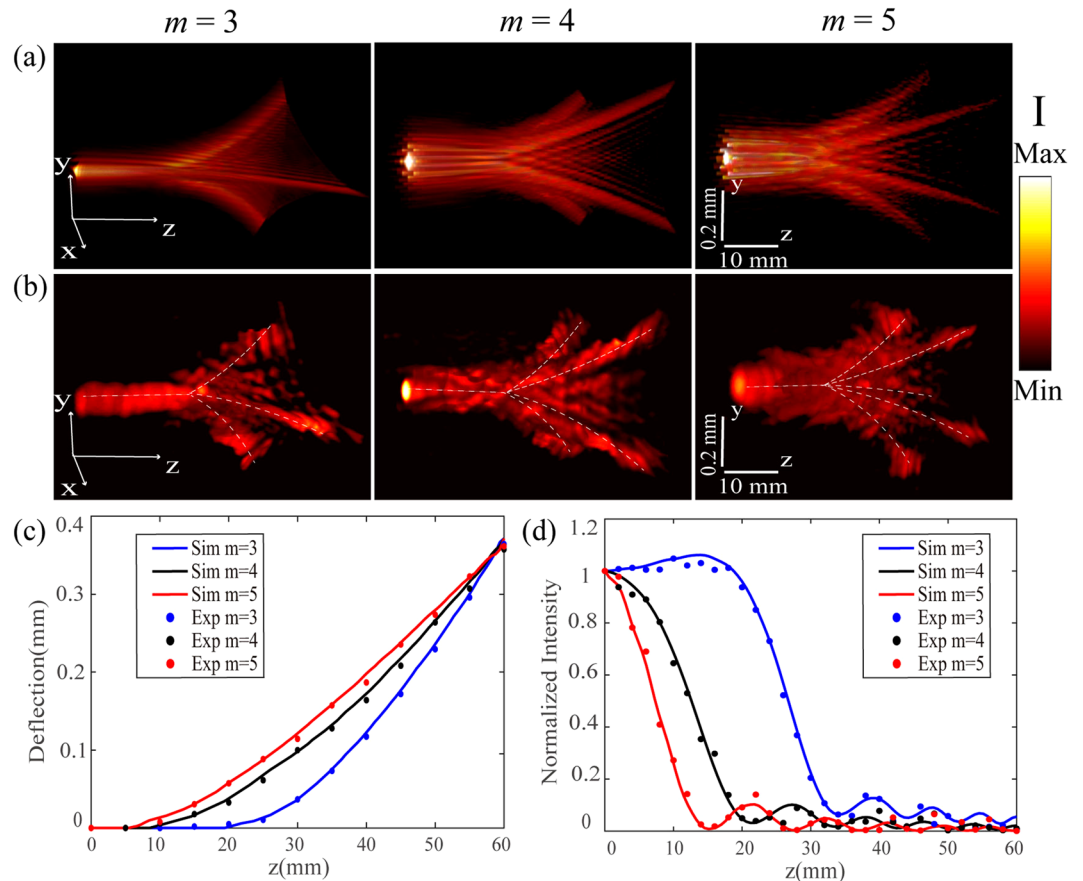 m = 3 m = 4 m = 5
(a)
y
z
x
y
0.2 mm
z
10 mm
I
Max
Min
(b)
y
z
x
y
0.2 mm
z
10 mm
(c)
0.4
0.3
0.1
0
Deflection(mm)
Sim m=3
Sim m=4
Sim m=5
Exp m=3
Exp m=4
Exp m=5
0 10 20 30 40 50 60
z(mm)
(d)
1.2
1
0.8
0.6
0.4
0.2
0
Normalized Intensity
Sim m=3
Sim m=4
Sim m=5
Exp m=3
Exp m=4
Exp m=5
0 10 20 30 40 50 60
z(mm)